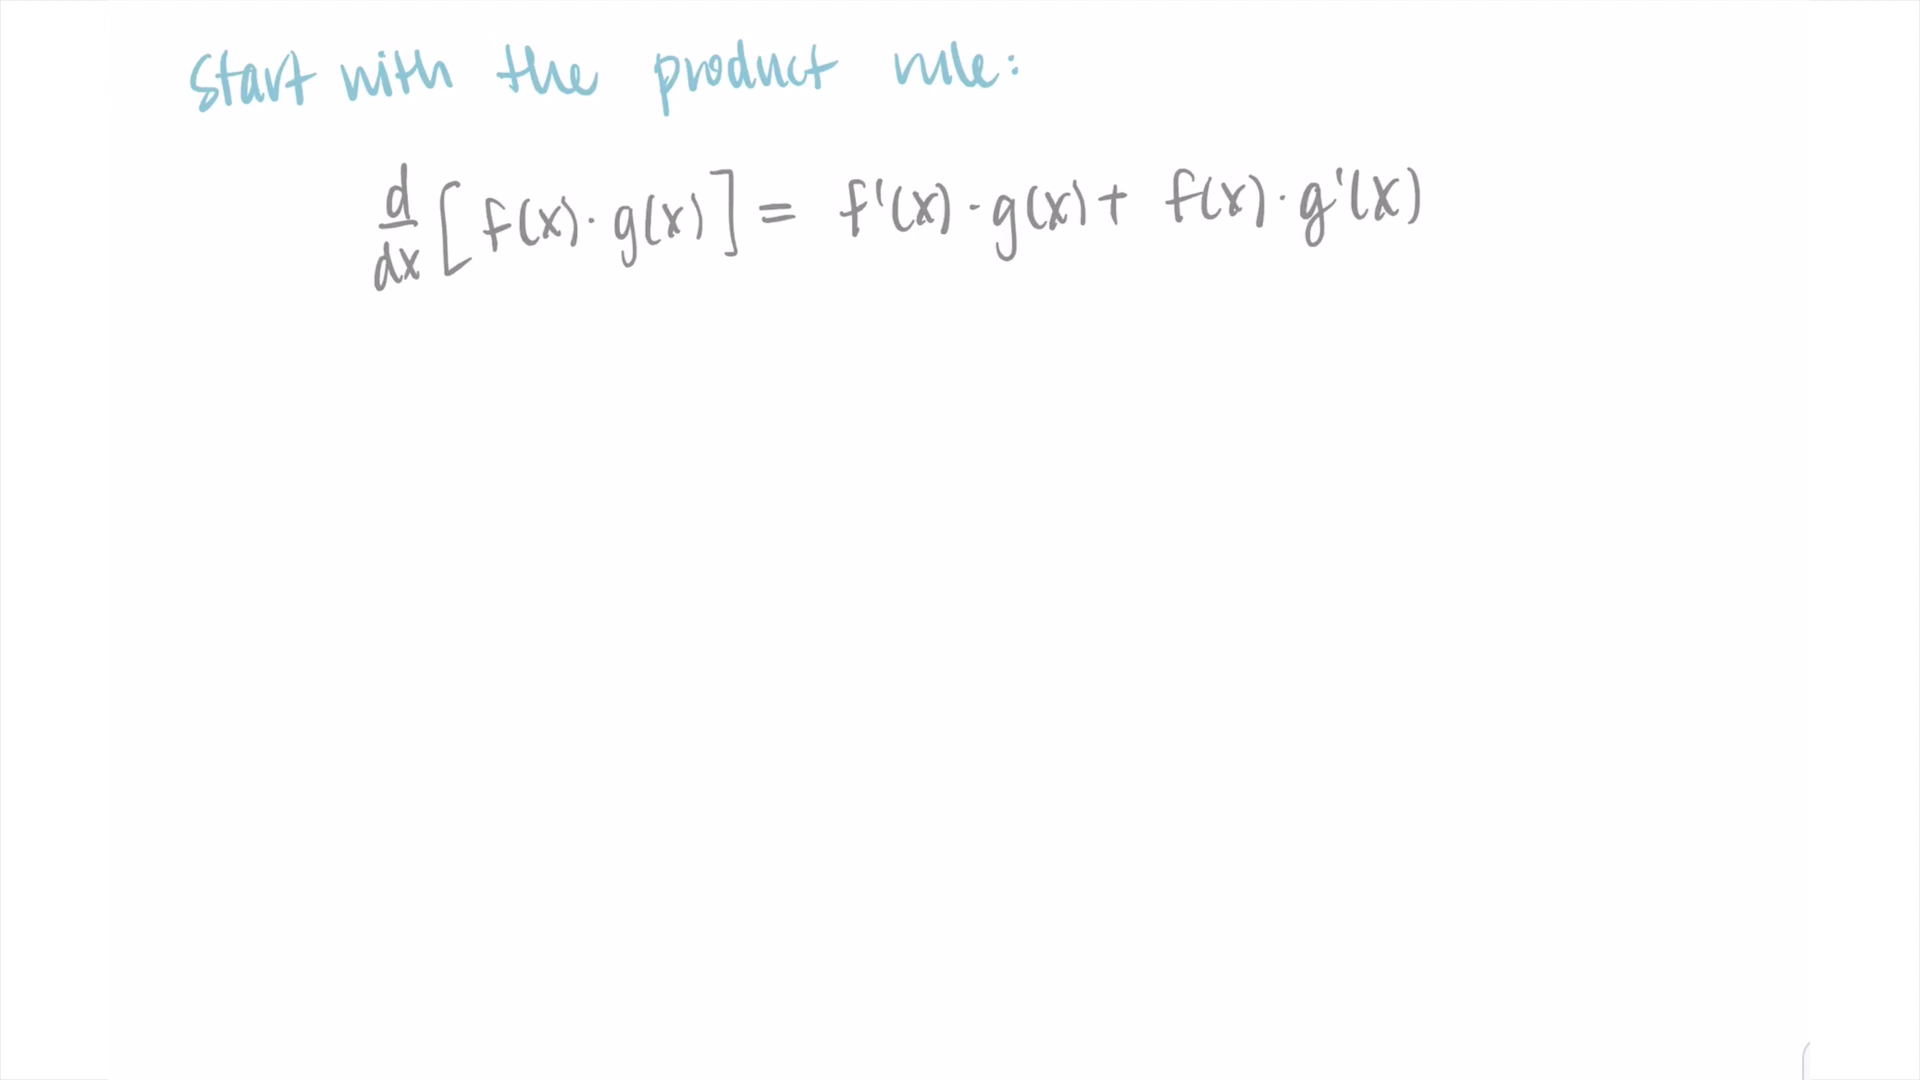 Start with the product rule:
d/dx [f(x)·g(x)] = f'(x)·g(x) + f(x)·g'(x)